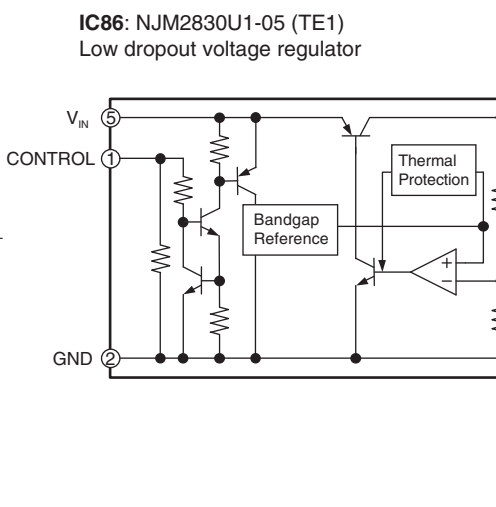 IC86: NJM2830U1-05 (TE1)
Low dropout voltage regulator
VIN 5
CONTROL 1
Thermal
Protection
Bandgap
Reference
+
−
GND 2